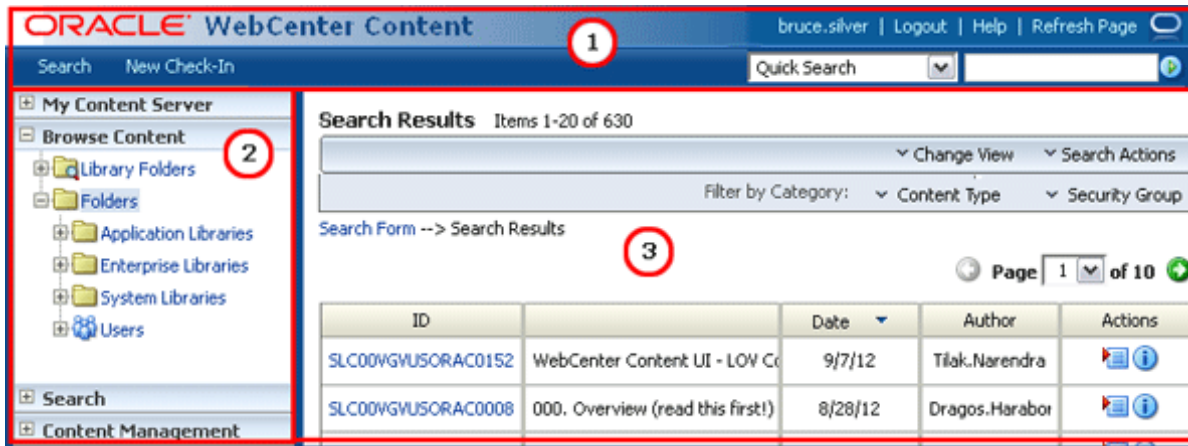 ORACLE WebCenter Content
bruce.silver | Logout | Help | Refresh Page
1
Search New Check-In
Quick Search
My Content Server
Browse Content
2
Library Folders
Folders
Application Libraries
Enterprise Libraries
System Libraries
Users
Search
Content Management
Search Results Items 1-20 of 630
Change View Search Actions
Filter by Category: Content Type Security Group
Search Form --> Search Results
3
Page 1 of 10
ID Date Author Actions
SLC00VGVUSORAC0152 WebCenter Content UI - LOV Co 9/7/12 Tilak.Narendra
SLC00VGVUSORAC0008 000. Overview (read this first!) 8/28/12 Dragos.Harabor